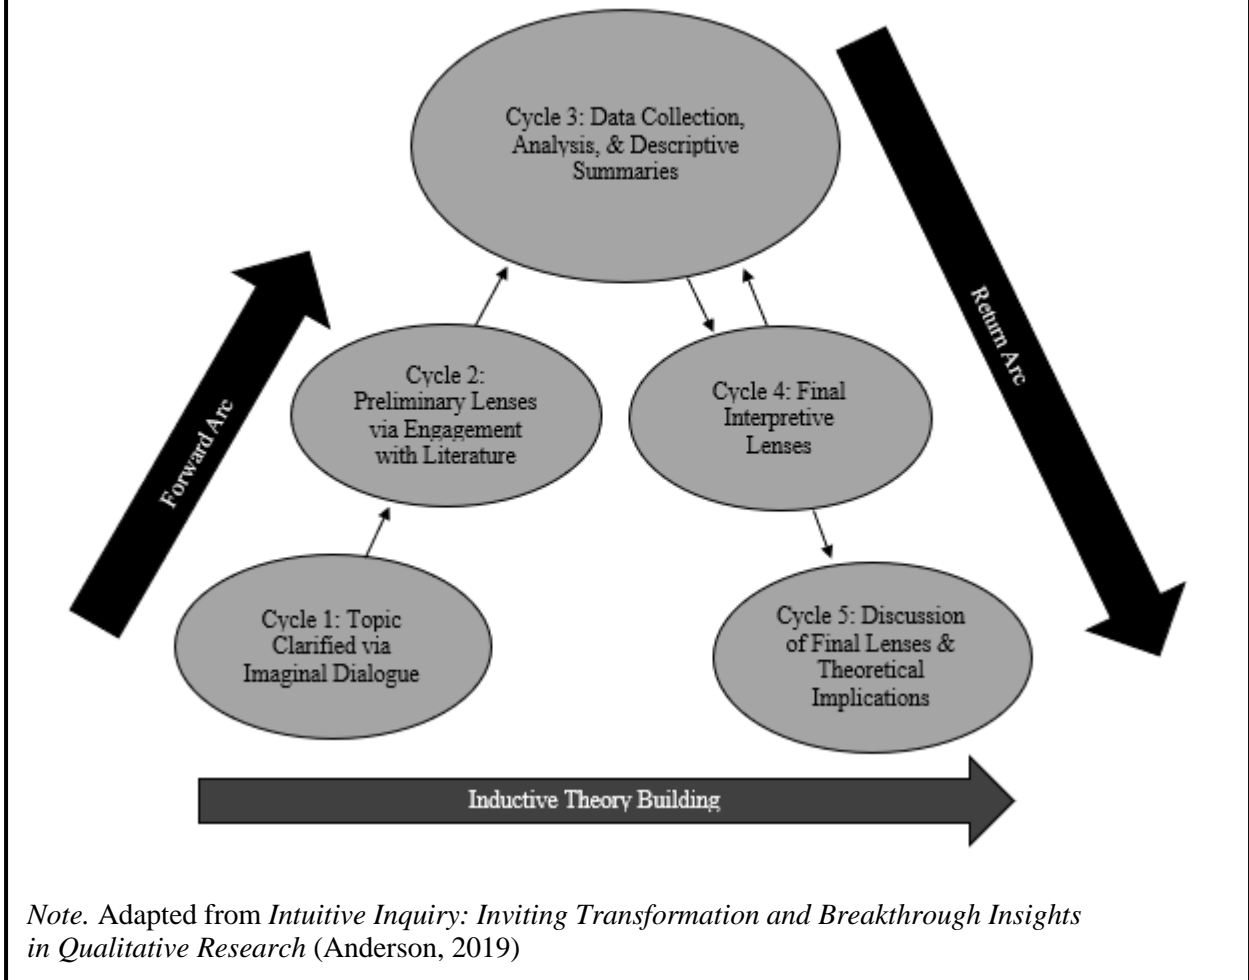 Cycle 3: Data Collection,
Analysis, & Descriptive
Summaries
Return Arc
Forward Arc
Cycle 2:
Preliminary Lenses
via Engagement
with Literature
Cycle 4: Final
Interpretive
Lenses
Cycle 1: Topic
Clarified via
Imaginal Dialogue
Cycle 5: Discussion
of Final Lenses &
Theoretical
Implications
Inductive Theory Building
Note. Adapted from Intuitive Inquiry: Inviting Transformation and Breakthrough Insights
in Qualitative Research (Anderson, 2019)